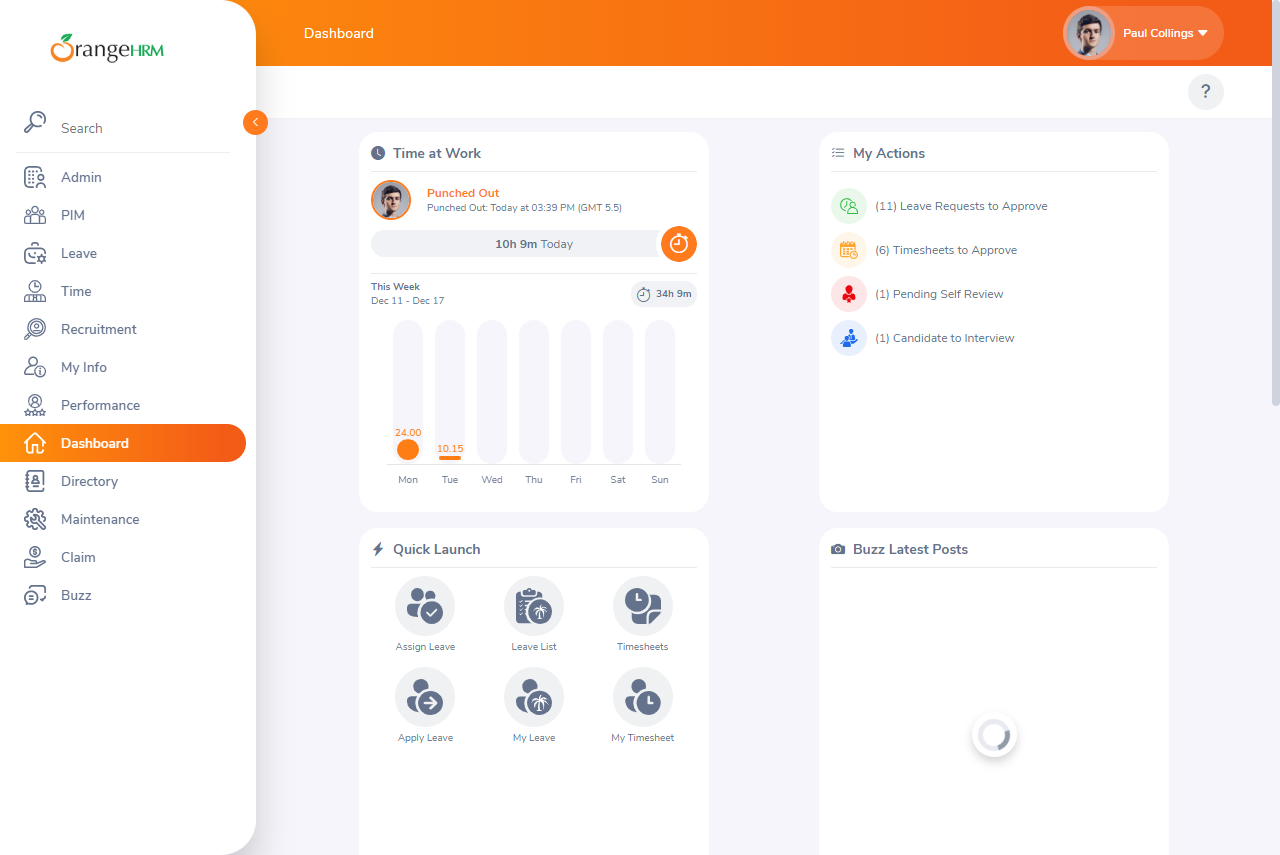 OrangeHRM
Search
Admin
PIM
Leave
Time
Recruitment
My Info
Performance
Dashboard
Directory
Maintenance
Claim
Buzz
Dashboard
Paul Collings
?
Time at Work
Punched Out
Punched Out: Today at 03:39 PM (GMT 5.5)
10h 9m Today
This Week
Dec 11 - Dec 17
34h 9m
24.00
10.15
Mon Tue Wed Thu Fri Sat Sun
My Actions
(11) Leave Requests to Approve
(6) Timesheets to Approve
(1) Pending Self Review
(1) Candidate to Interview
Quick Launch
Assign Leave Leave List Timesheets
Apply Leave My Leave My Timesheet
Buzz Latest Posts